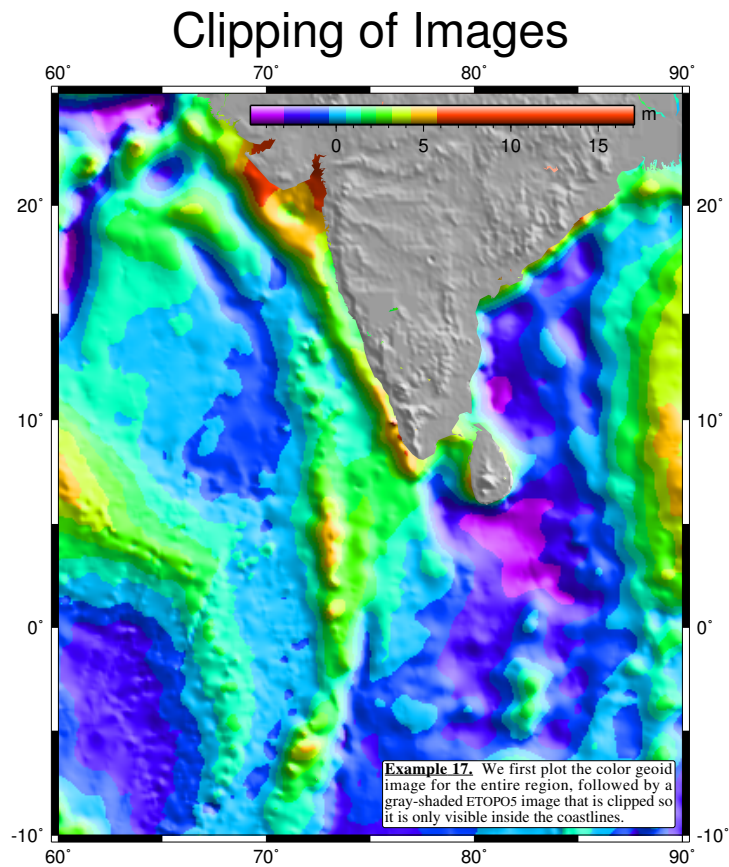 Clipping of Images
60˚ 70˚ 80˚ 90˚
m
0 5 10 15
20˚ 20˚
10˚ 10˚
0˚ 0˚
Example 17. We first plot the color geoid
image for the entire region, followed by a
gray-shaded ETOPO5 image that is clipped so
it is only visible inside the coastlines.
-10˚ -10˚
60˚ 70˚ 80˚ 90˚